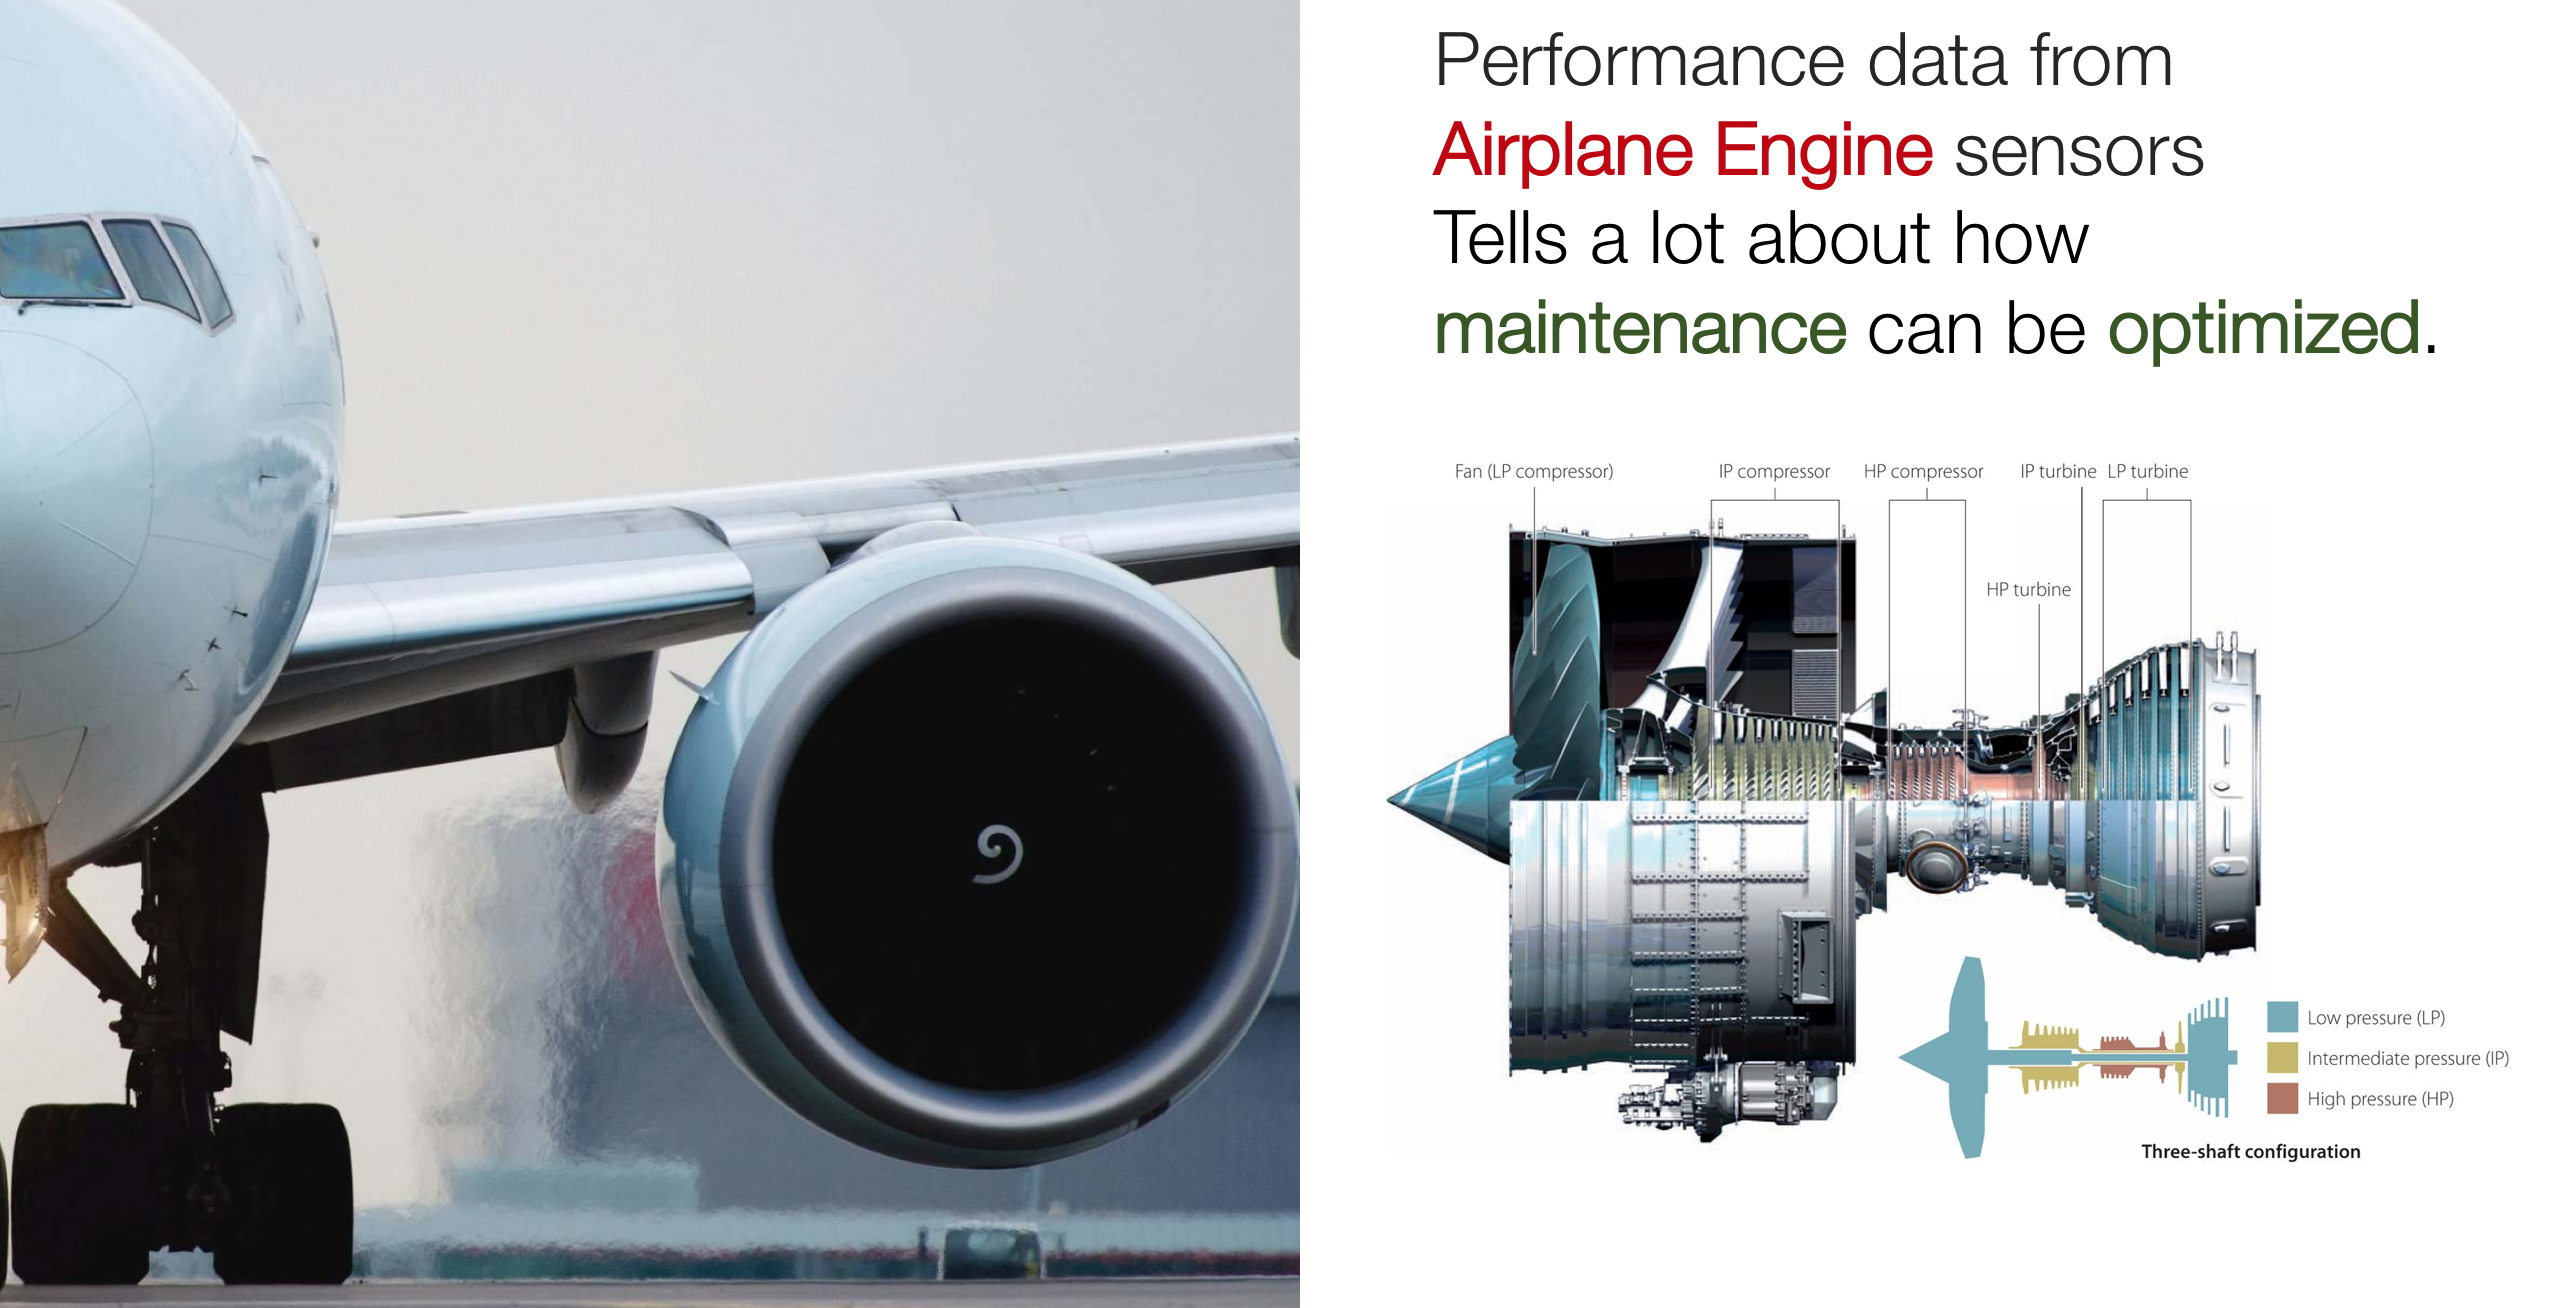 Performance data from
Airplane Engine sensors
Tells a lot about how
maintenance can be optimized.
Fan (LP compressor)
IP compressor
HP compressor
IP turbine
LP turbine
HP turbine
Low pressure (LP)
Intermediate pressure (IP)
High pressure (HP)
Three-shaft configuration